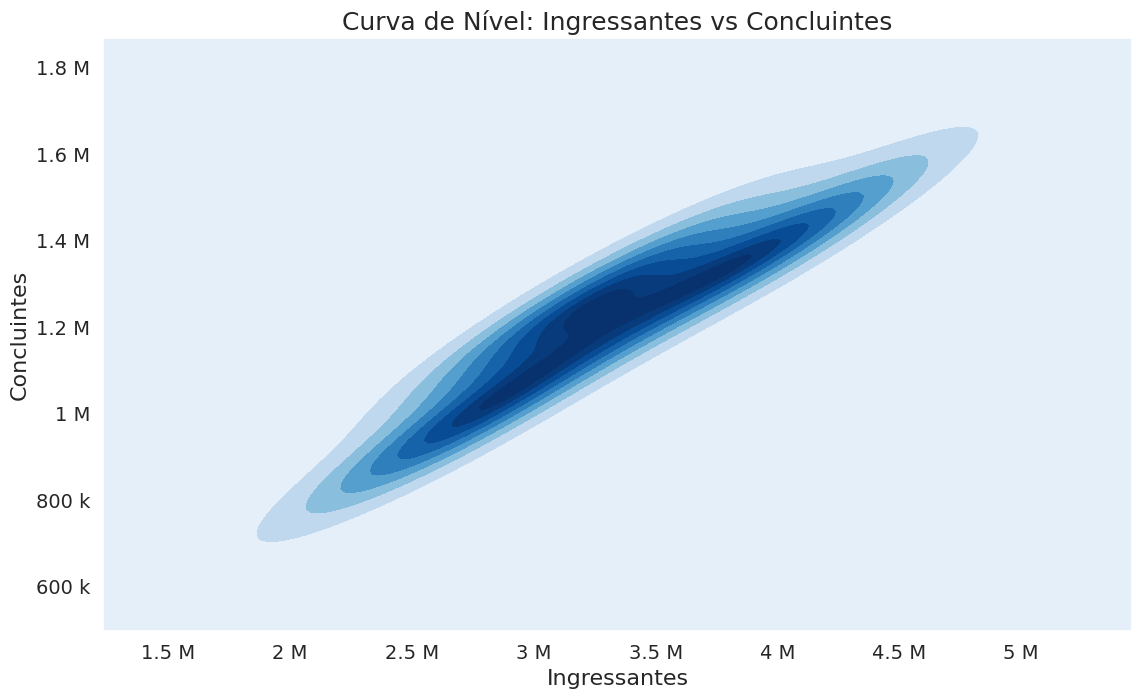 Curva de Nível: Ingressantes vs Concluintes
1.8 M
1.6 M
1.4 M
1.2 M
1 M
800 k
600 k
Concluintes
1.5 M 2 M 2.5 M 3 M 3.5 M 4 M 4.5 M 5 M
Ingressantes